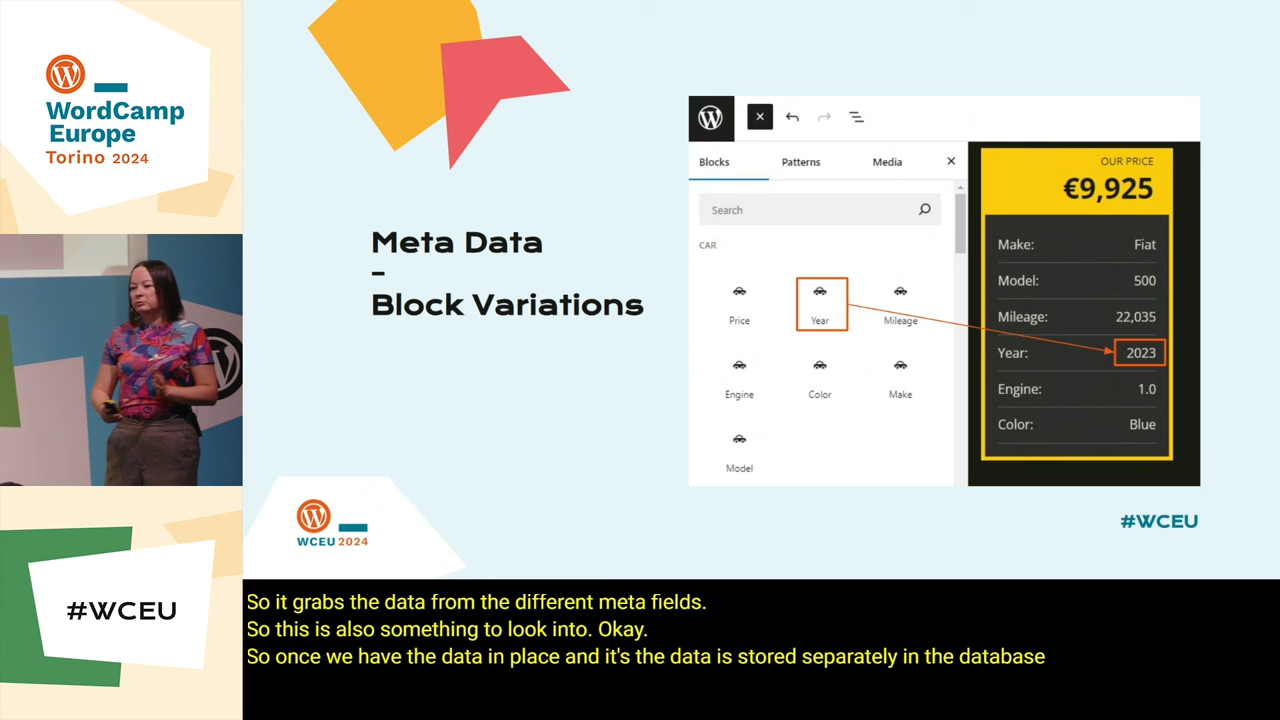 WordCamp
Europe
Torino 2024
#WCEU
Meta Data
–
Block Variations
WCEU 2024
Blocks Patterns Media
Search
CAR
Price Year Mileage
Engine Color Make
Model
OUR PRICE
€9,925
Make: Fiat
Model: 500
Mileage: 22,035
Year: 2023
Engine: 1.0
Color: Blue
#WCEU
So it grabs the data from the different meta fields.
So this is also something to look into. Okay.
So once we have the data in place and it's the data is stored separately in the database